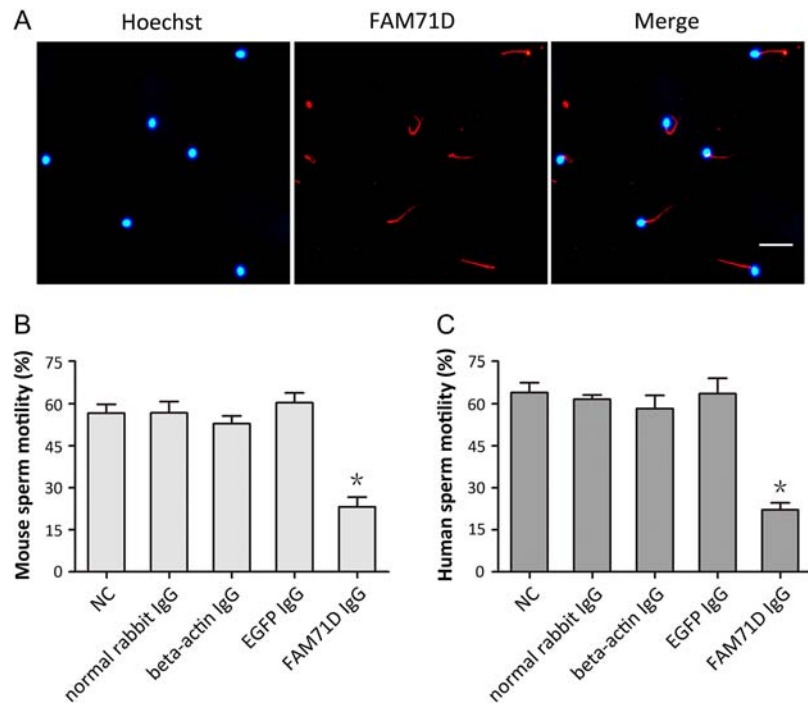 A
Hoechst
FAM71D
Merge
B
Mouse sperm motility (%)
75
60
45
30
15
0
*
NC
normal rabbit IgG
beta-actin IgG
EGFP IgG
FAM71D IgG
C
Human sperm motility (%)
75
60
45
30
15
0
*
NC
normal rabbit IgG
beta-actin IgG
EGFP IgG
FAM71D IgG